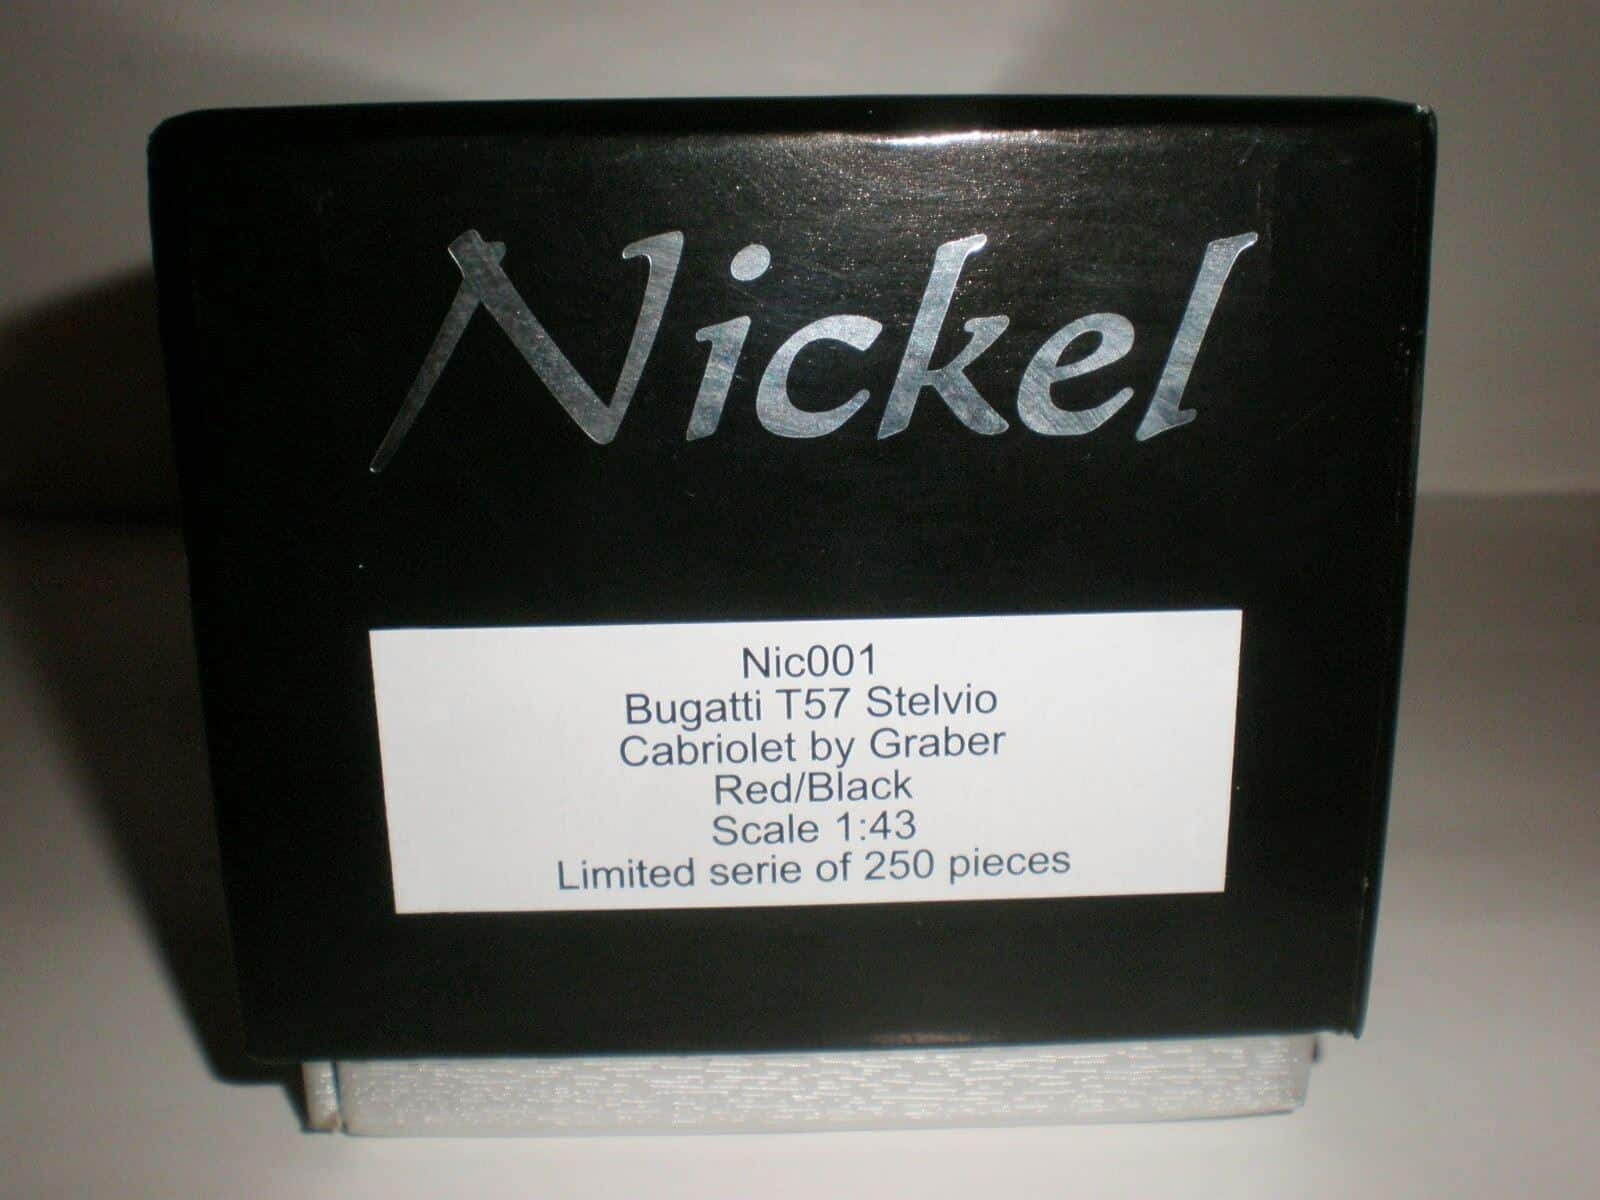 Nickel
Nic001
Bugatti T57 Stelvio
Cabriolet by Graber
Red/Black
Scale 1:43
Limited serie of 250 pieces